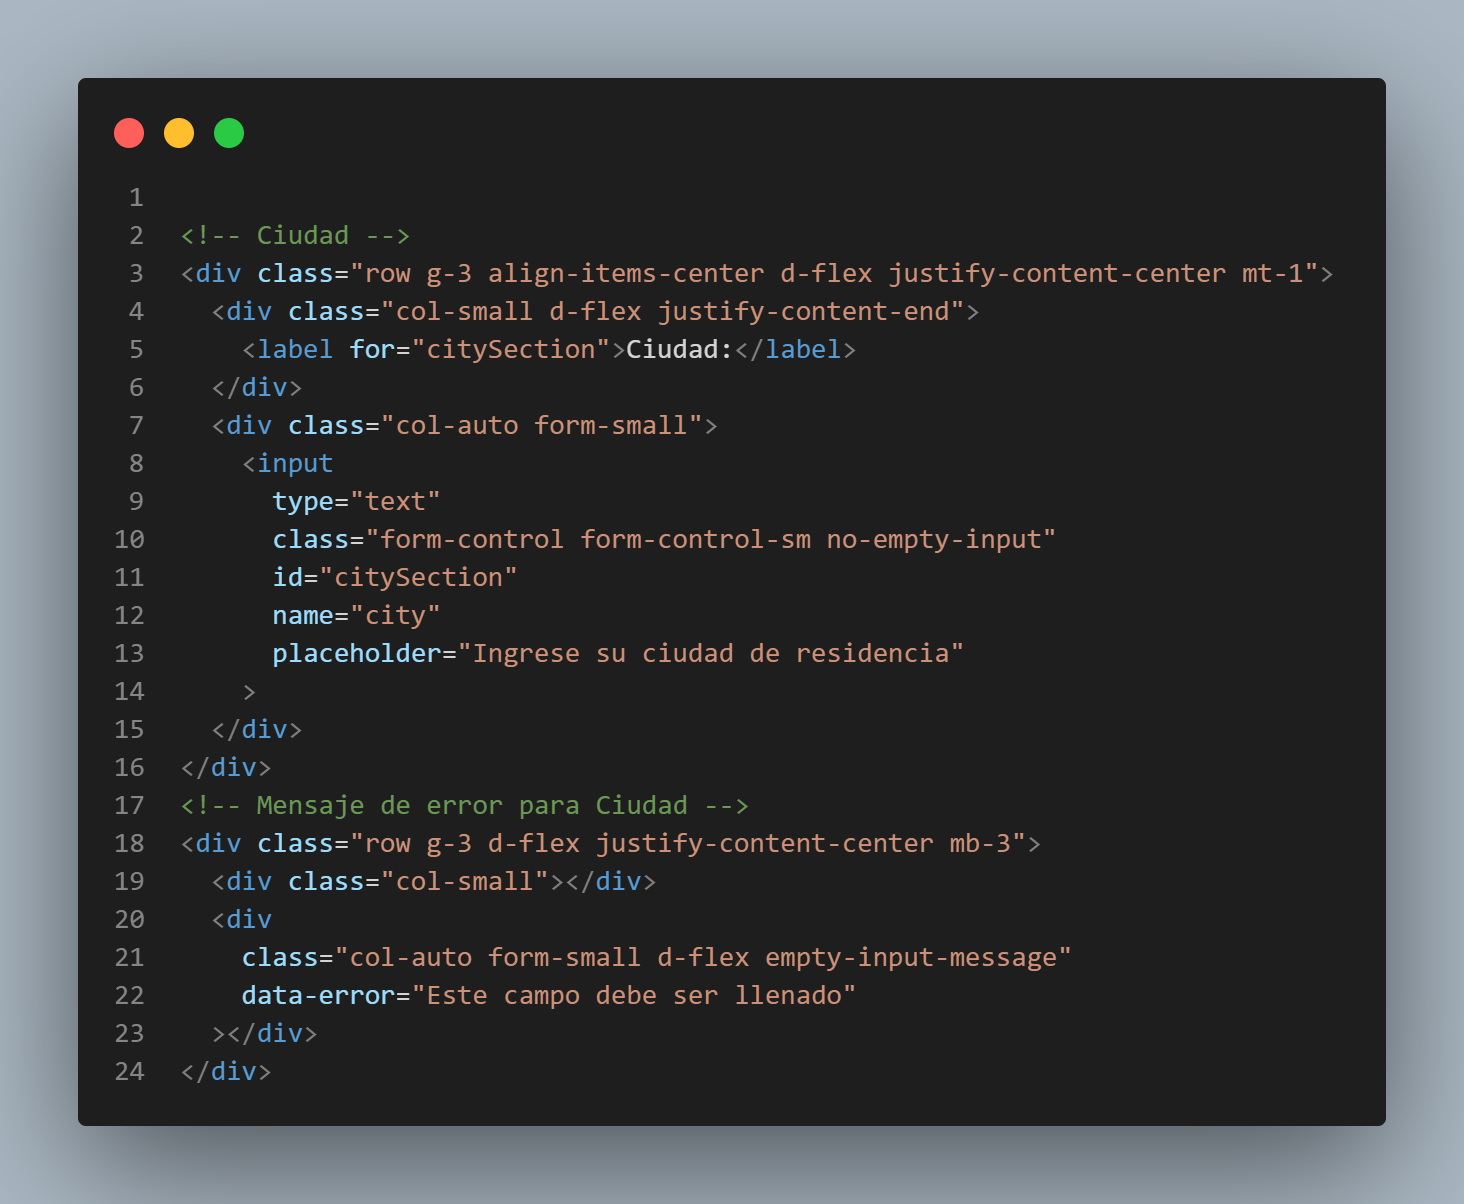 1
2 <!-- Ciudad -->
3 <div class="row g-3 align-items-center d-flex justify-content-center mt-1">
4   <div class="col-small d-flex justify-content-end">
5     <label for="citySection">Ciudad:</label>
6   </div>
7   <div class="col-auto form-small">
8     <input
9       type="text"
10       class="form-control form-control-sm no-empty-input"
11       id="citySection"
12       name="city"
13       placeholder="Ingrese su ciudad de residencia"
14     >
15   </div>
16 </div>
17 <!-- Mensaje de error para Ciudad -->
18 <div class="row g-3 d-flex justify-content-center mb-3">
19   <div class="col-small"></div>
20   <div
21     class="col-auto form-small d-flex empty-input-message"
22     data-error="Este campo debe ser llenado"
23   ></div>
24 </div>